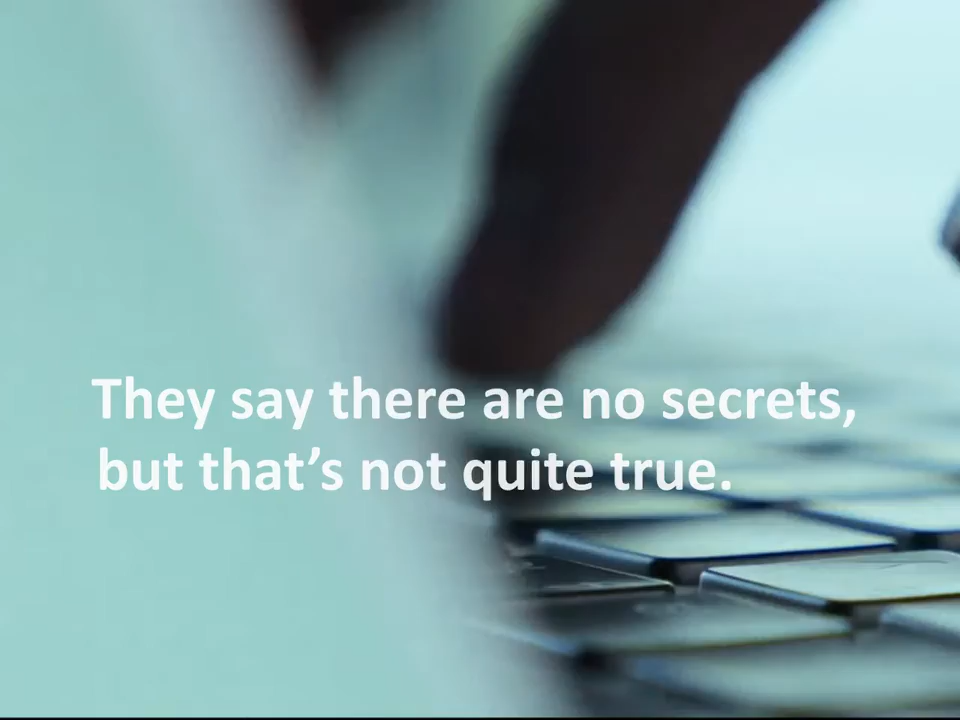 They say there are no secrets,
but that’s not quite true.